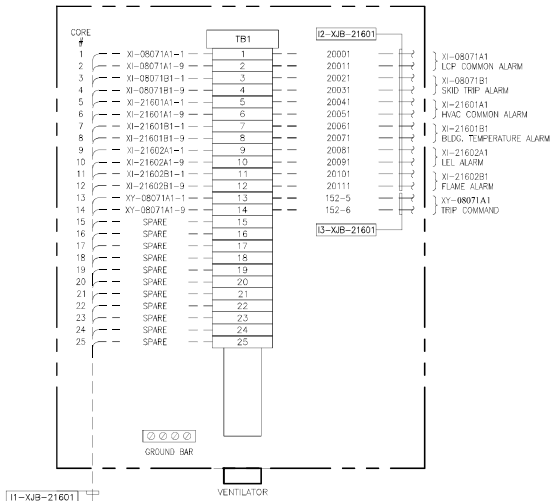 CORE
#
TB1
I2-XJB-21601
1 XI-08071A1-1 1 20001
2 XI-08071A1-9 2 20011
3 XI-08071B1-1 3 20021
4 XI-08071B1-9 4 20031
5 XI-21601A1-1 5 20041
6 XI-21601A1-9 6 20051
7 XI-21601B1-1 7 20061
8 XI-21601B1-9 8 20071
9 XI-21602A1-1 9 20081
10 XI-21602A1-9 10 20091
11 XI-21602B1-1 11 20101
12 XI-21602B1-9 12 20111
13 XY-08071A1-1 13 152-5
14 XY-08071A1-9 14 152-6
15 SPARE 15
16 SPARE 16
17 SPARE 17
18 SPARE 18
19 SPARE 19
20 SPARE 20
21 SPARE 21
22 SPARE 22
23 SPARE 23
24 SPARE 24
25 SPARE 25
XI-08071A1
LCP COMMON ALARM
XI-08071B1
SKID TRIP ALARM
XI-21601A1
HVAC COMMON ALARM
XI-21601B1
BLDG. TEMPERATURE ALARM
XI-21602A1
LEL ALARM
XI-21602B1
FLAME ALARM
XY-08071A1
TRIP COMMAND
I3-XJB-21601
GROUND BAR
I1-XJB-21601
VENTILATOR